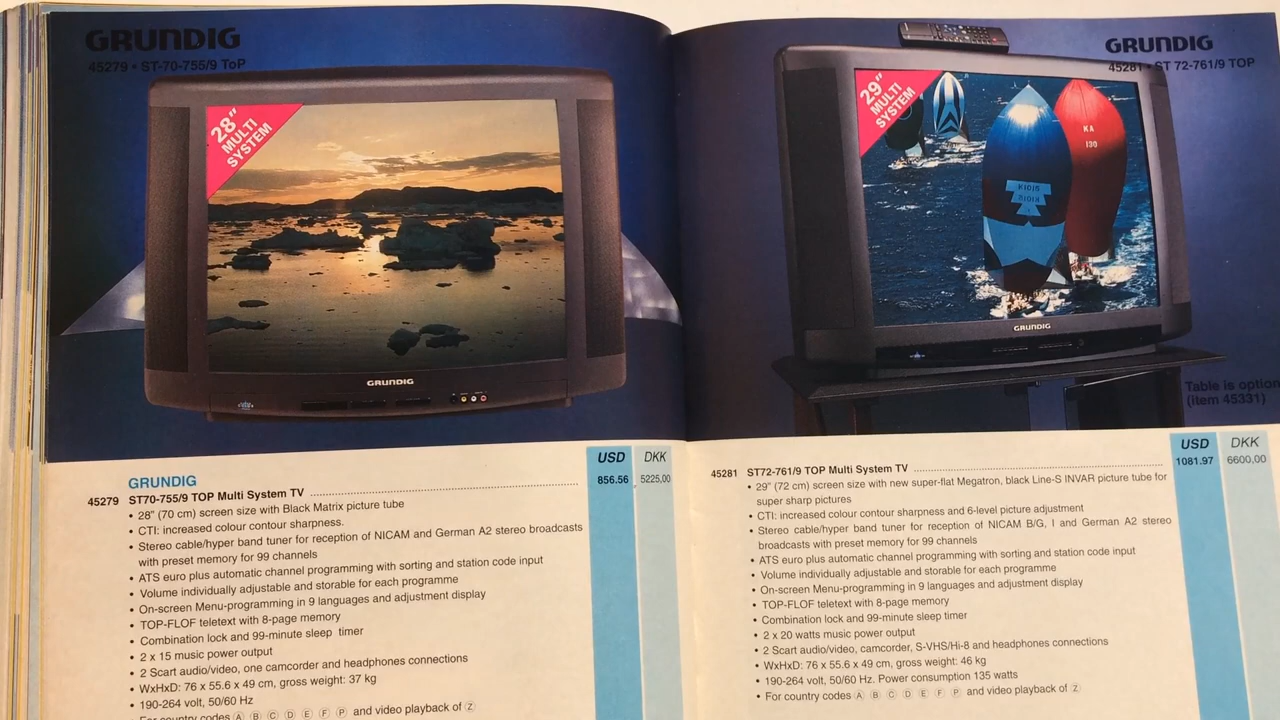 GRUNDIG
45279 • ST-70-755/9 ToP
28"
MULTI
SYSTEM
GRUNDIG
GRUNDIG
45279 ST70-755/9 TOP Multi System TV
USD DKK
856.56 5225,00
• 28" (70 cm) screen size with Black Matrix picture tube
• CTI: increased colour contour sharpness.
• Stereo cable/hyper band tuner for reception of NICAM and German A2 stereo broadcasts
with preset memory for 99 channels
• ATS euro plus automatic channel programming with sorting and station code input
• Volume individually adjustable and storable for each programme
• On-screen Menu-programming in 9 languages and adjustment display
• TOP-FLOF teletext with 8-page memory
• Combination lock and 99-minute sleep timer
• 2 x 15 music power output
• 2 Scart audio/video, one camcorder and headphones connections
• WxHxD: 76 x 55.6 x 49 cm, gross weight: 37 kg
• 190-264 volt, 50/60 Hz
• For country codes A B C D E F P and video playback of Z
GRUNDIG
45281 • ST 72-761/9 TOP
29"
MULTI
SYSTEM
KA
130
GRUNDIG
Table is option
(item 45331)
45281 ST72-761/9 TOP Multi System TV
USD DKK
1081.97 6600,00
• 29" (72 cm) screen size with new super-flat Megatron, black Line-S INVAR picture tube for
super sharp pictures
• CTI: increased colour contour sharpness and 6-level picture adjustment
• Stereo cable/hyper band tuner for reception of NICAM B/G, I and German A2 stereo
broadcasts with preset memory for 99 channels
• ATS euro plus automatic channel programming with sorting and station code input
• Volume individually adjustable and storable for each programme
• On-screen Menu-programming in 9 languages and adjustment display
• TOP-FLOF teletext with 8-page memory
• Combination lock and 99-minute sleep timer
• 2 x 20 watts music power output
• 2 Scart audio/video, camcorder, S-VHS/Hi-8 and headphones connections
• WxHxD: 76 x 55.6 x 49 cm, gross weight: 46 kg
• 190-264 volt, 50/60 Hz. Power consumption 135 watts
• For country codes A B C D E F P and video playback of Z